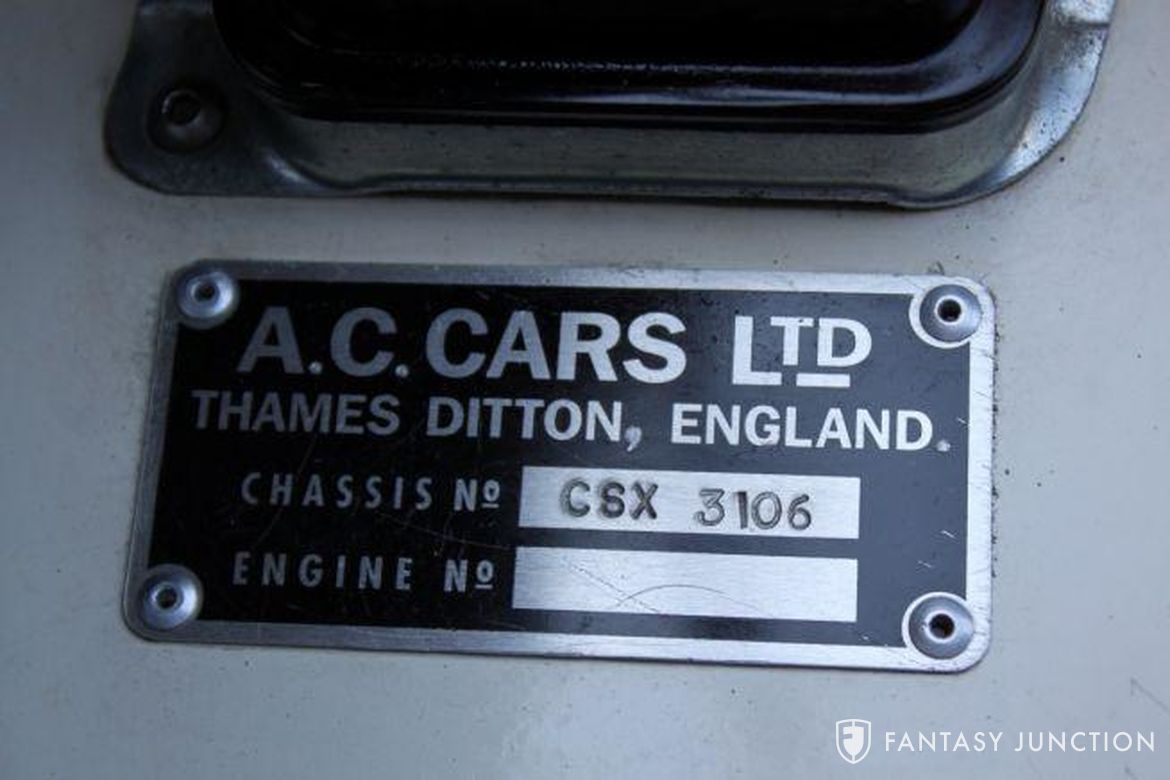 A.C. CARS LTD
THAMES DITTON, ENGLAND.
CHASSIS Nº CSX 3106
ENGINE Nº
FANTASY JUNCTION